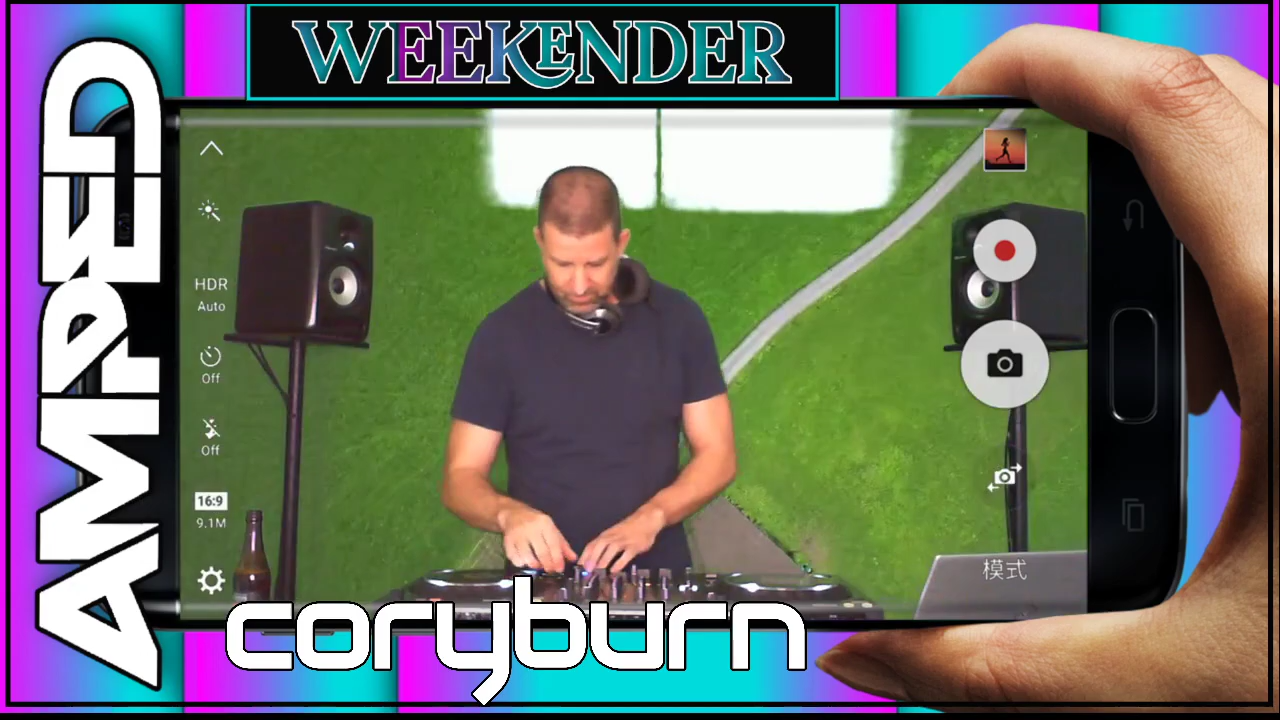 WEEKENDER
AMPED
HDR
Auto
Off
Off
16:9
9.1M
模式
coryburn